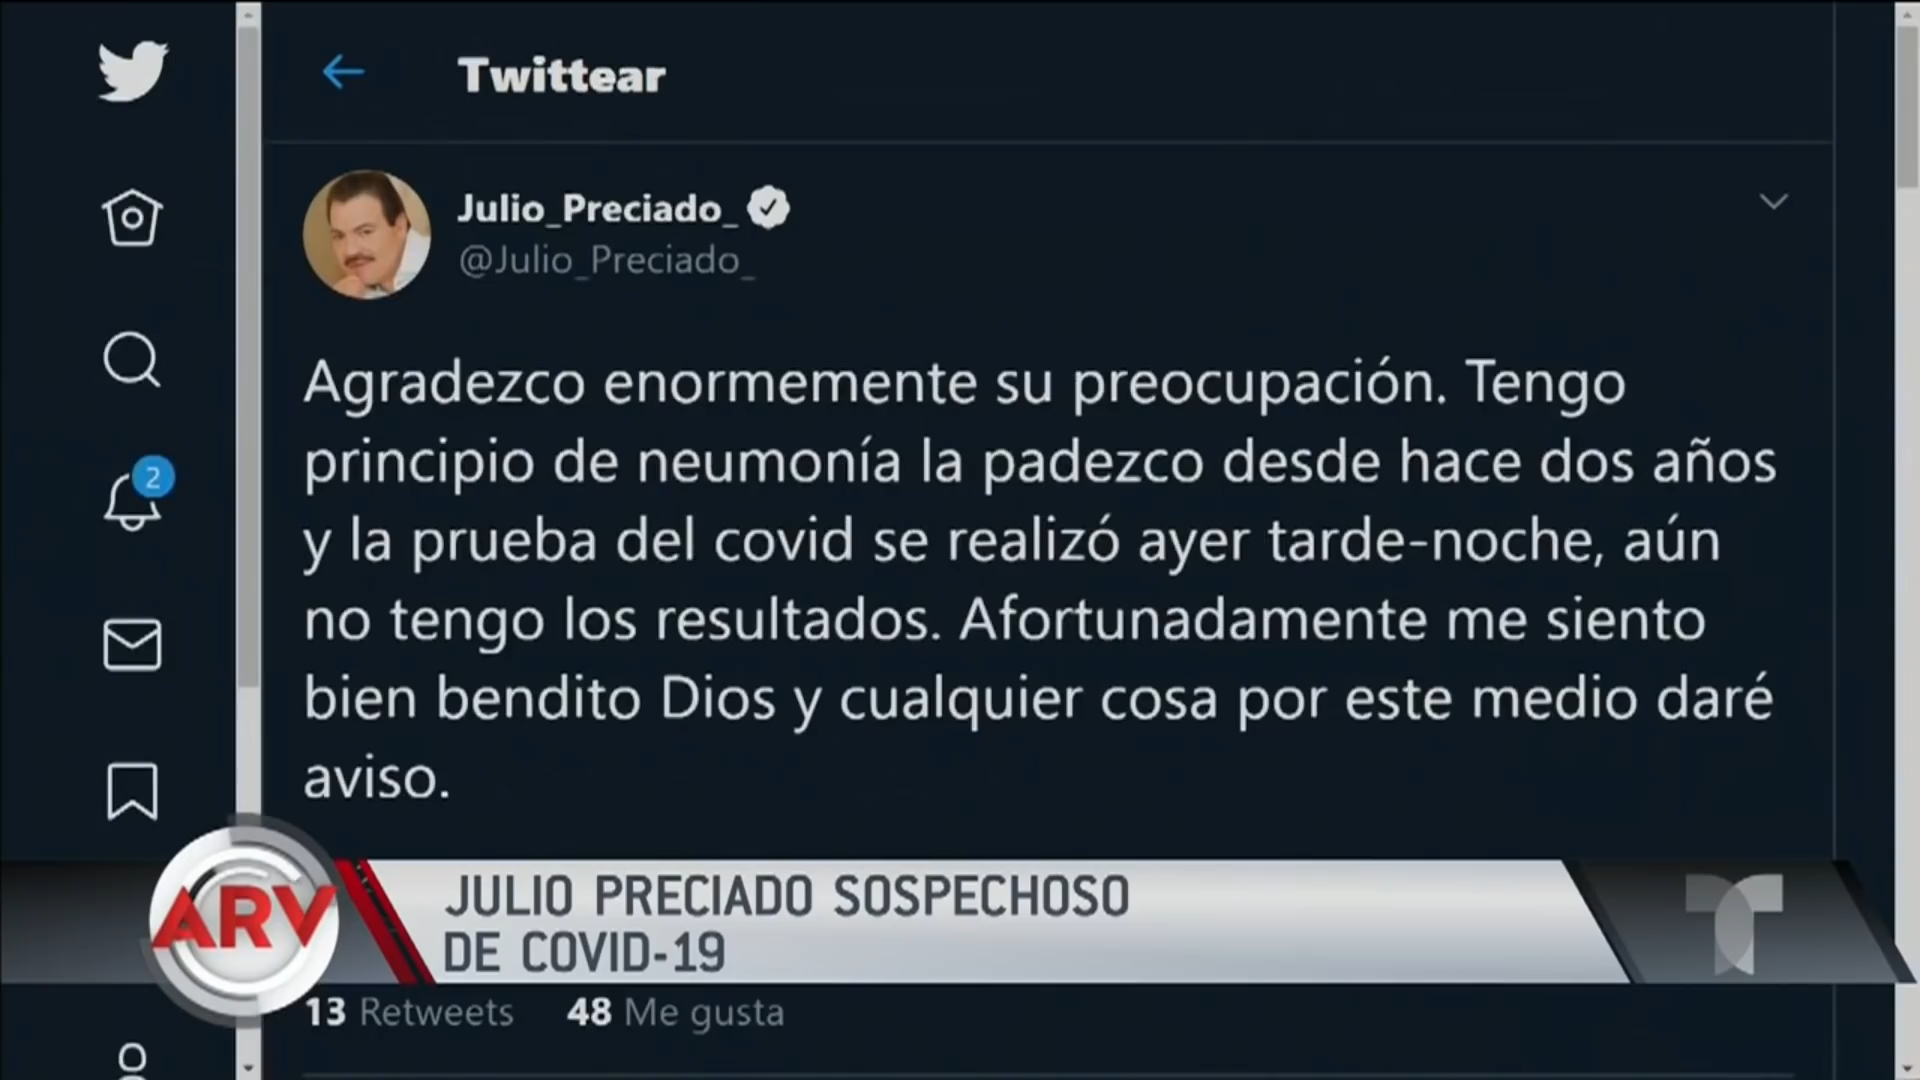 Twittear
Julio_Preciado_
@Julio_Preciado_
Agradezco enormemente su preocupación. Tengo
principio de neumonía la padezco desde hace dos años
y la prueba del covid se realizó ayer tarde-noche, aún
no tengo los resultados. Afortunadamente me siento
bien bendito Dios y cualquier cosa por este medio daré
aviso.
2
ARV
JULIO PRECIADO SOSPECHOSO
DE COVID-19
T
13 Retweets 48 Me gusta